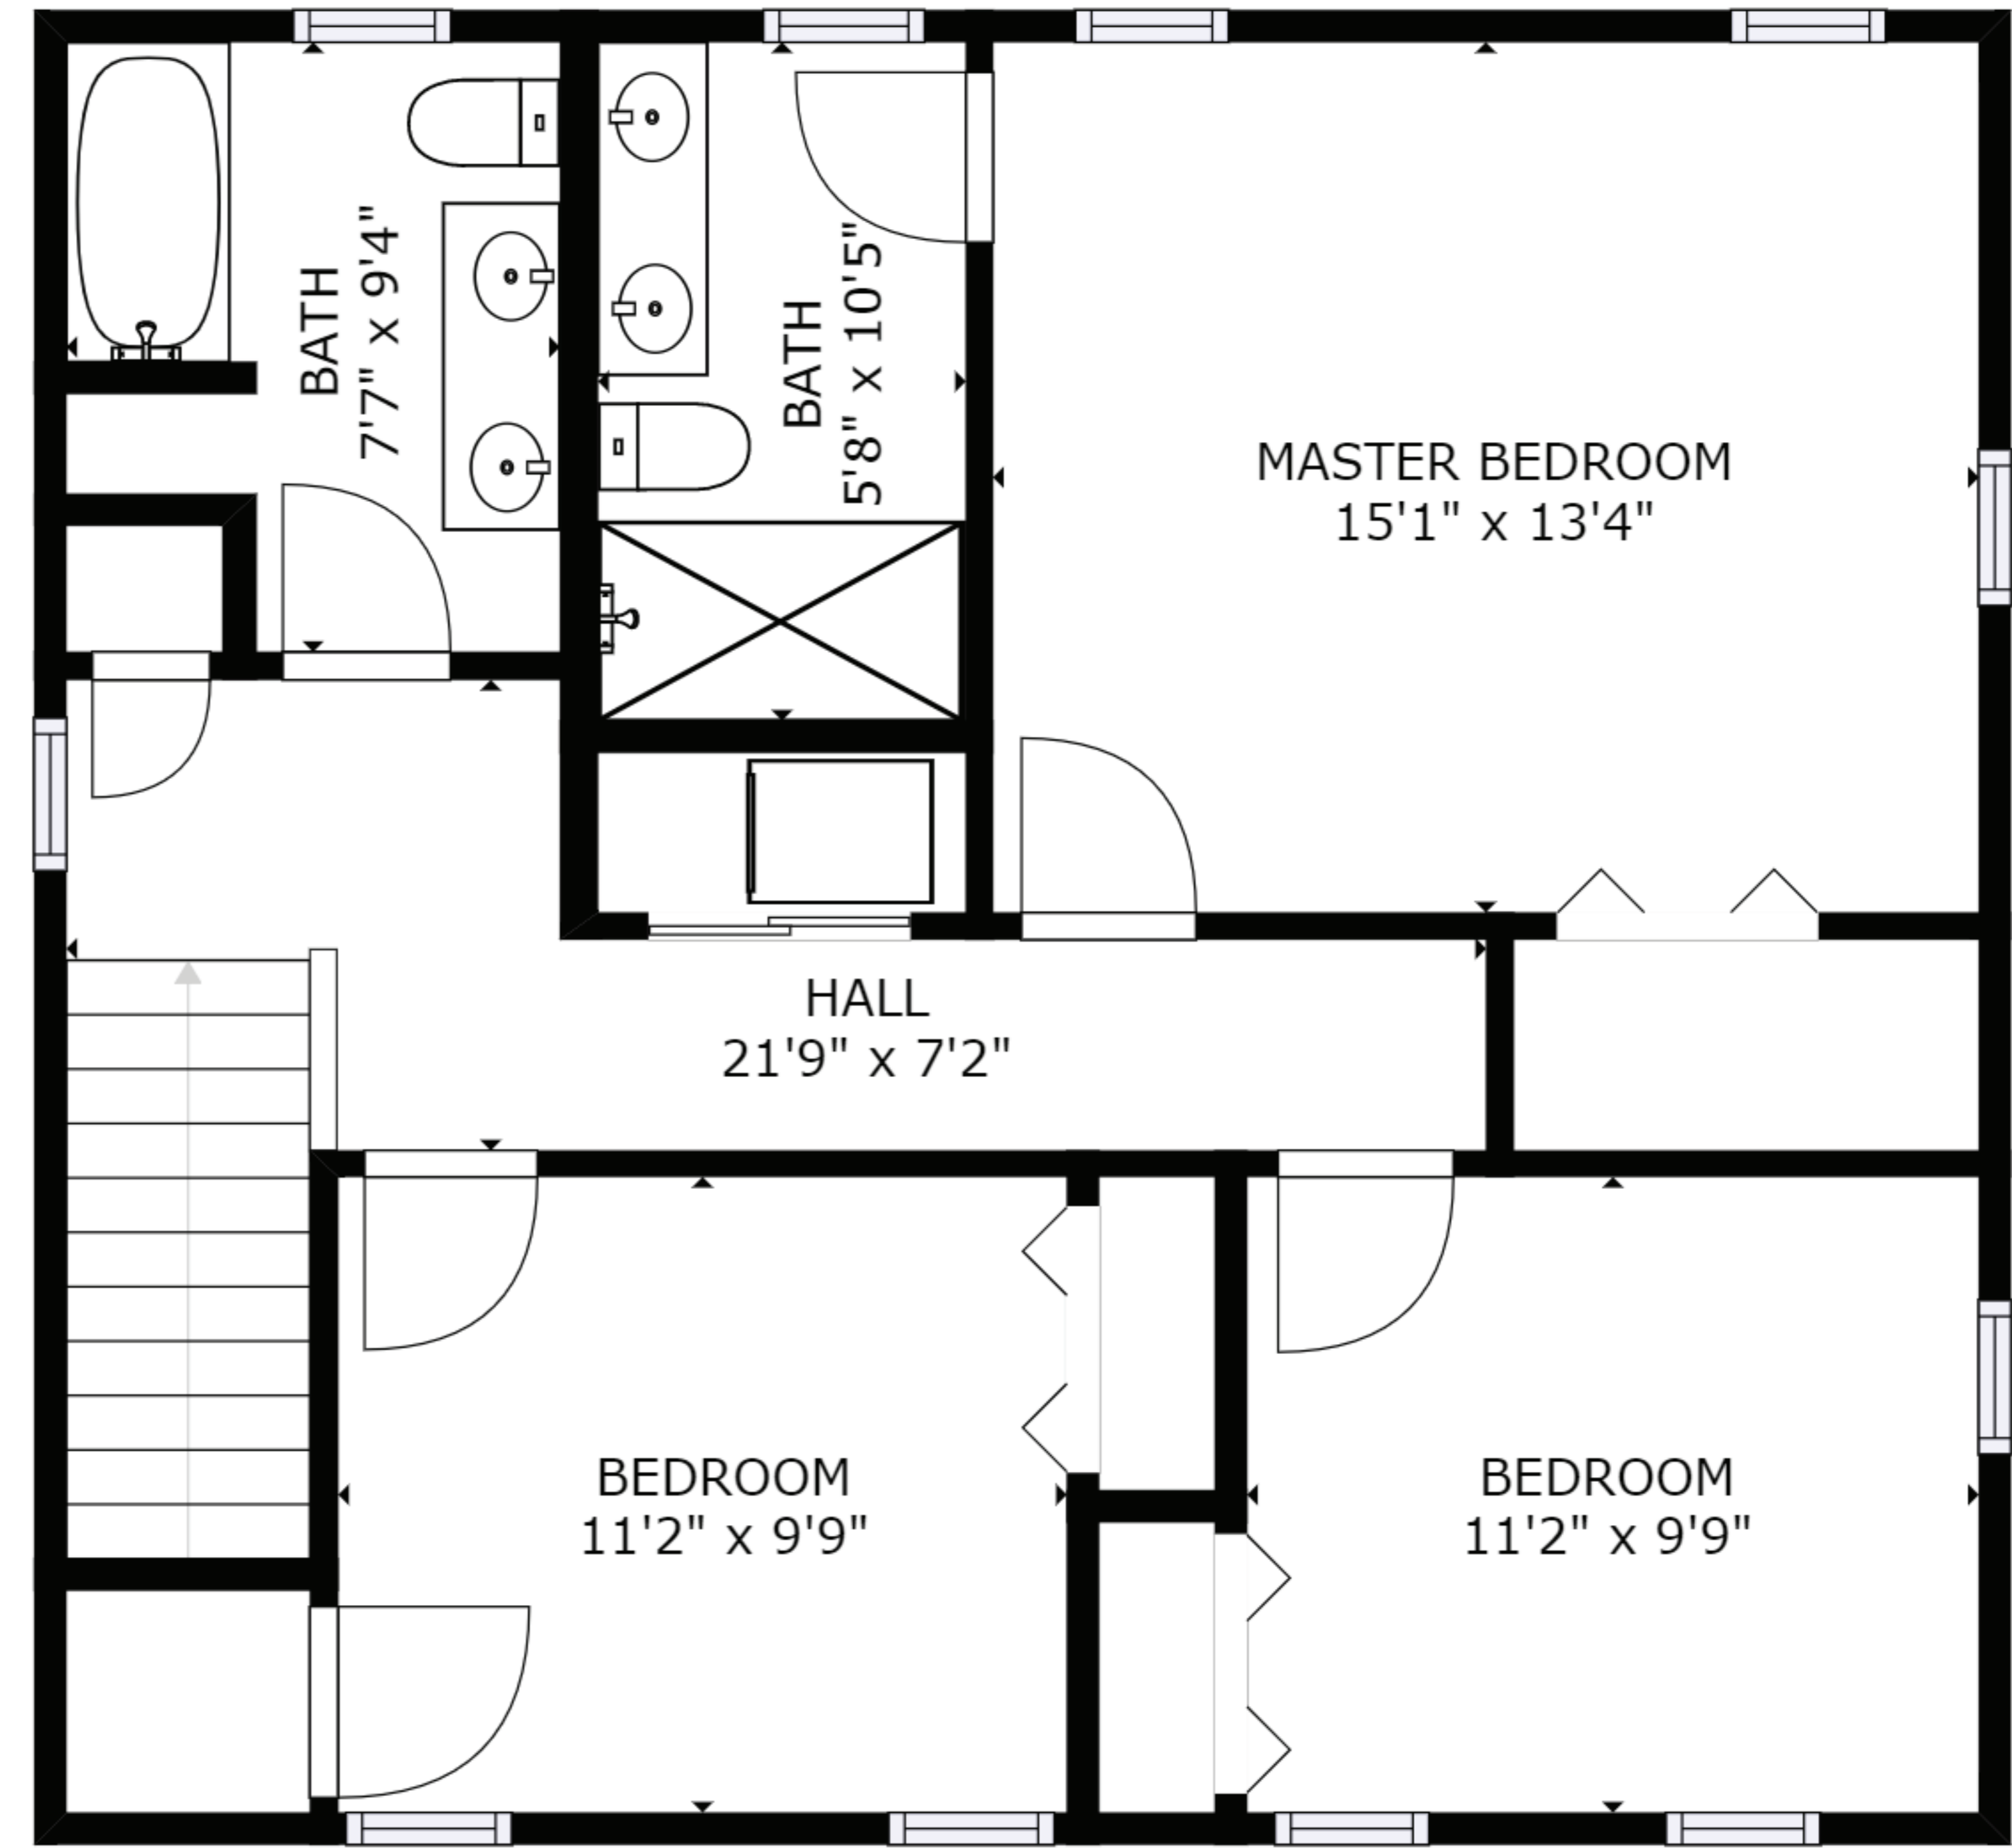 BATH
7'7" x 9'4"
BATH
5'8" x 10'5"
MASTER BEDROOM
15'1" x 13'4"
HALL
21'9" x 7'2"
BEDROOM
11'2" x 9'9"
BEDROOM
11'2" x 9'9"